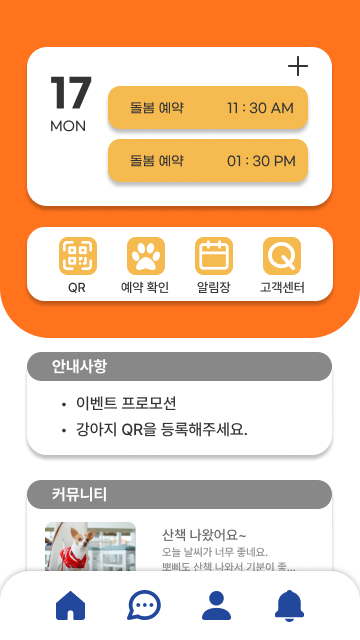 17
MON
돌봄 예약 11 : 30 AM
돌봄 예약 01 : 30 PM
QR 예약 확인 알림장 고객센터
안내사항
• 이벤트 프로모션
• 강아지 QR을 등록해주세요.
커뮤니티
산책 나왔어요~
오늘 날씨가 너무 좋네요.
뽀삐도 산책 나와서 기분이 좋...